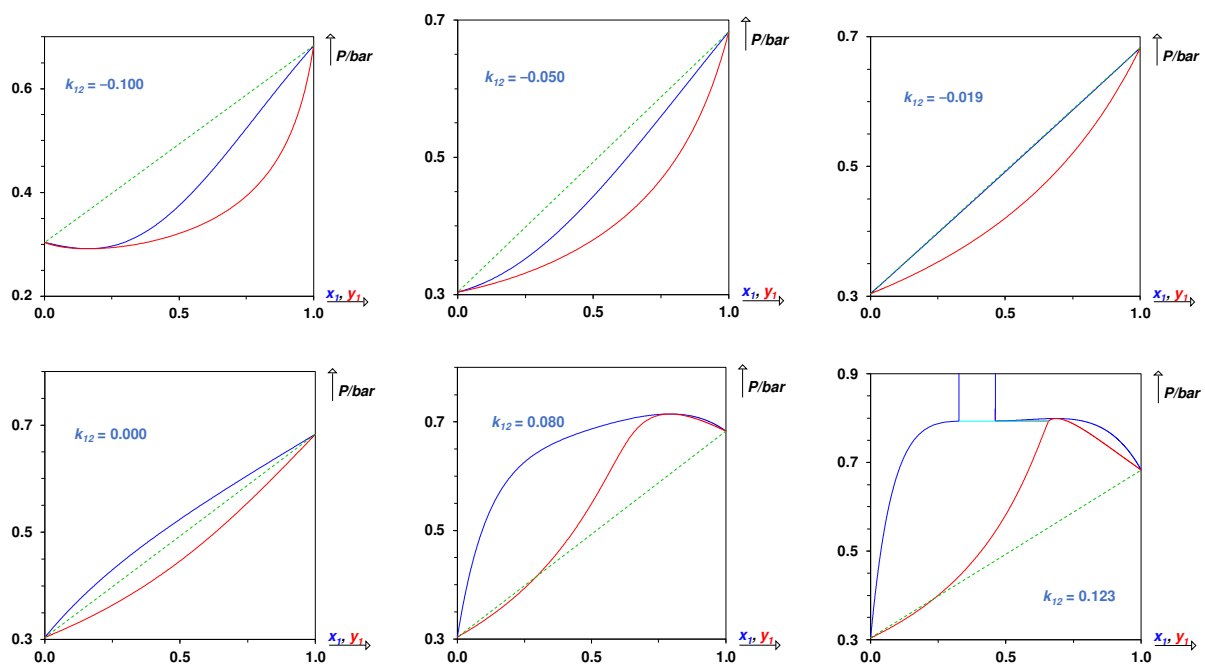 P/bar
k12 = −0.100
0.6
0.4
0.2
0.0
0.5
1.0
x1, y1
0.7
P/bar
k12 = −0.050
0.5
0.3
0.0
0.5
1.0
x1, y1
0.7
P/bar
k12 = −0.019
0.5
0.3
0.0
0.5
1.0
x1, y1
P/bar
0.7
k12 = 0.000
0.5
0.3
0.0
0.5
1.0
x1, y1
P/bar
0.7
k12 = 0.080
0.5
0.3
0.0
0.5
1.0
x1, y1
0.9
P/bar
0.7
0.5
k12 = 0.123
0.3
0.0
0.5
1.0
x1, y1